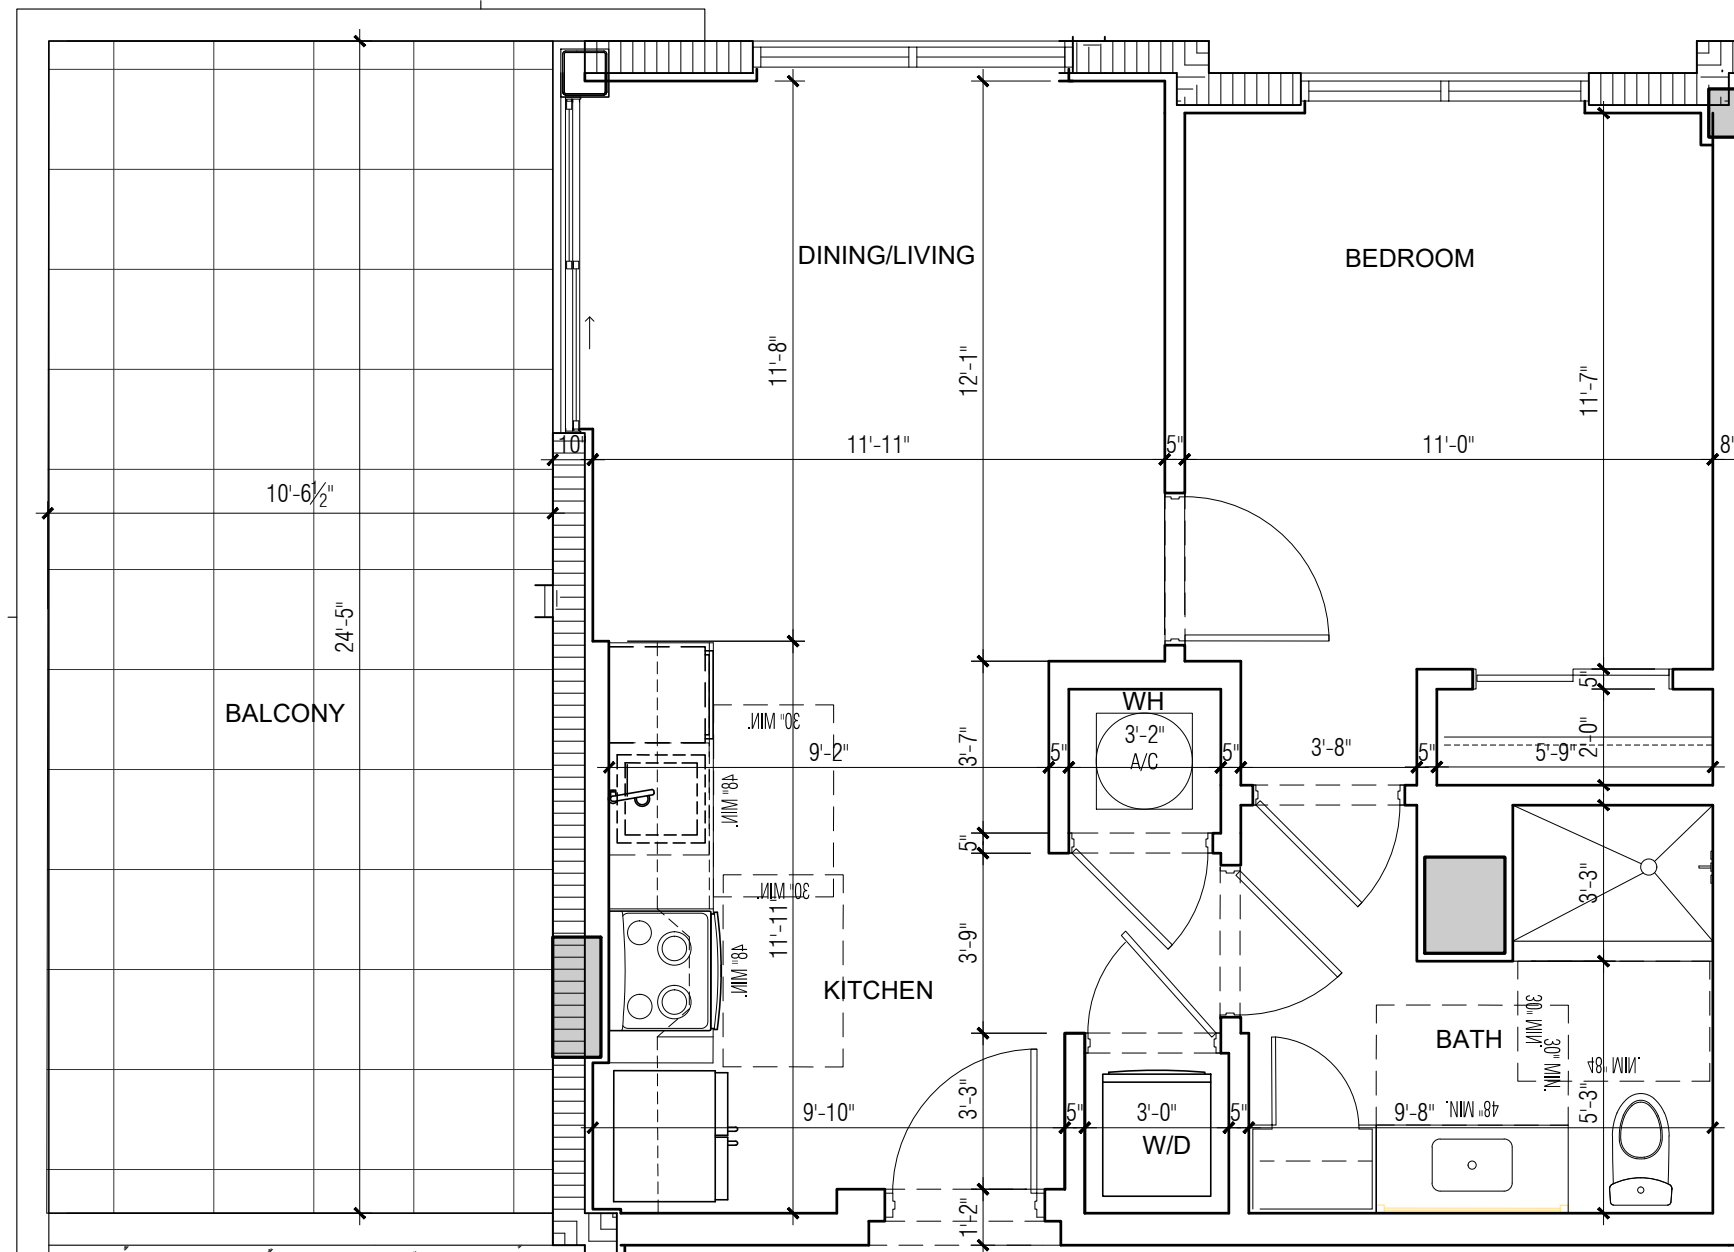 DINING/LIVING
BEDROOM
11'-8"
12'-1"
11'-7"
10"
11'-11"
5"
11'-0"
8"
10'-6½"
24'-5"
BALCONY
WH
3'-2"
A/C
30" MIN.
48" MIN.
9'-2"
3'-7"
5"
5"
3'-8"
5"
5'-9"
5"
2'-0"
5"
30" MIN.
48" MIN.
11'-11"
3'-9"
3'-3"
KITCHEN
BATH
30" MIN.
48" MIN.
30" MIN.
48" MIN.
9'-10"
3'-3"
5"
3'-0"
5"
9'-8"
5'-3"
W/D
1'-2"